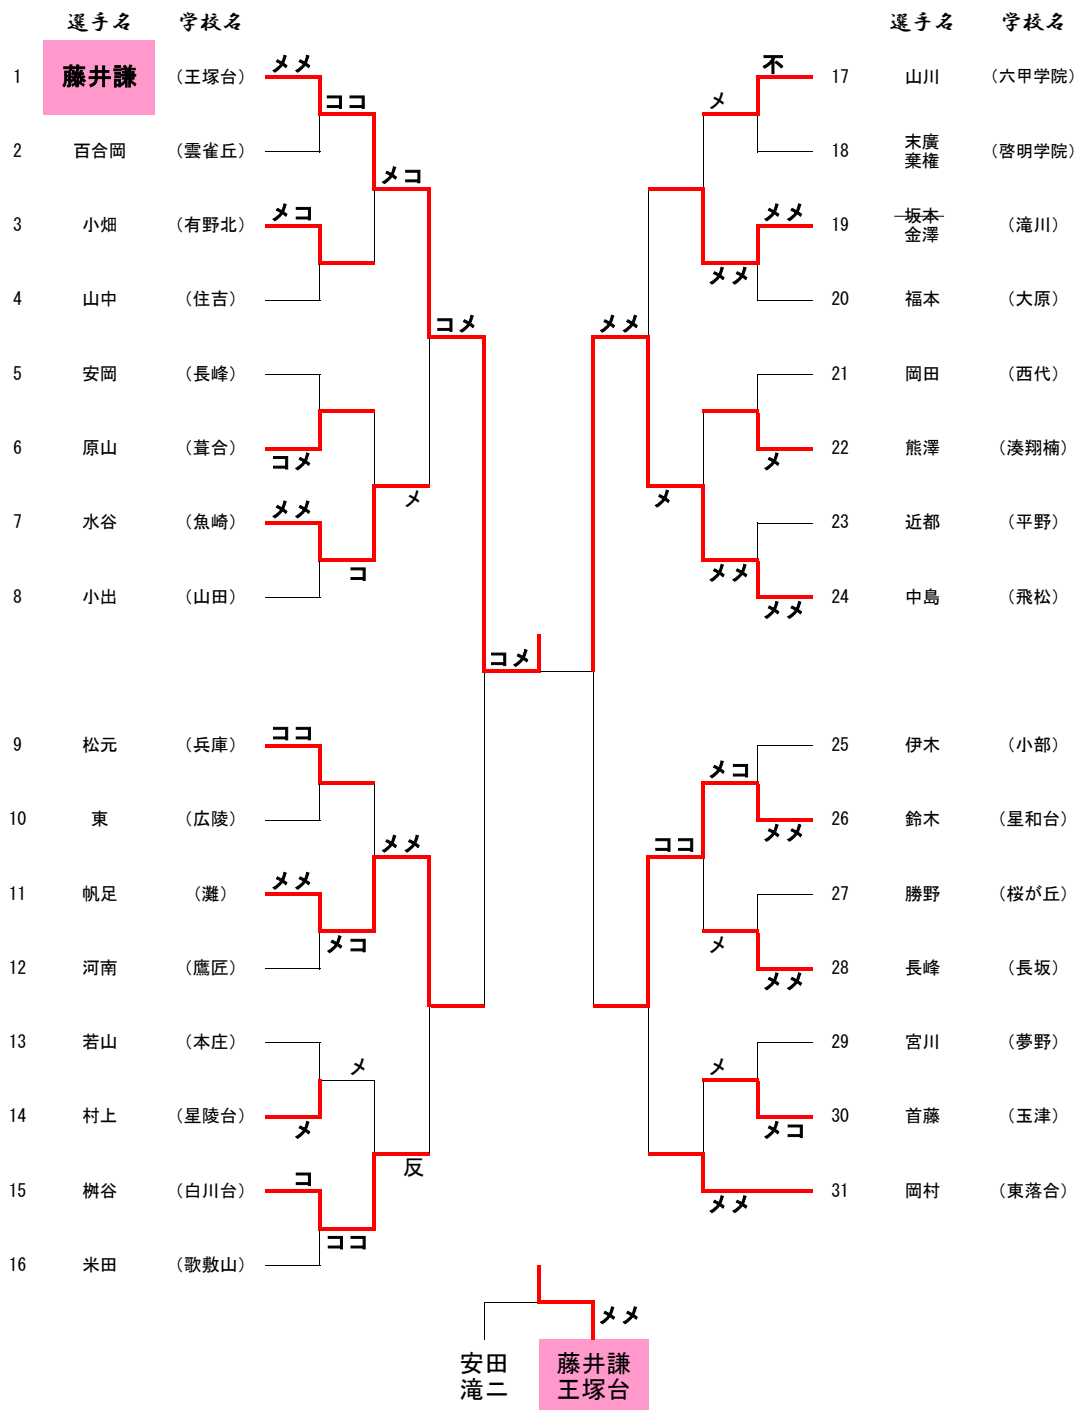 選手名 学校名 選手名 学校名
メメ 不
1 藤井謙 (王塚台) 17 山川 (六甲学院)
ココ メ
2 百合岡 (雲雀丘) 18 末廣 (啓明学院)
棄権
メコ
メコ メメ
3 小畑 (有野北) 19 坂本 (滝川)
金澤
メメ
4 山中 (住吉) 20 福本 (大原)
コメ メメ
5 安岡 (長峰) 21 岡田 (西代)
6 原山 (葺合) 22 熊澤 (湊翔楠)
コメ メ
メ メ
メメ
7 水谷 (魚崎) 23 近都 (平野)
コ メメ
8 小出 (山田) 24 中島 (飛松)
メメ
コメ
ココ
9 松元 (兵庫) 25 伊木 (小部)
メコ
10 東 (広陵) 26 鈴木 (星和台)
メメ
メメ ココ
メメ
11 帆足 (灘) 27 勝野 (桜が丘)
メコ メ
12 河南 (鷹匠) 28 長峰 (長坂)
メメ
13 若山 (本庄) 29 宮川 (夢野)
メ メ
14 村上 (星陵台) 30 首藤 (玉津)
メ メコ
反
コ
15 桝谷 (白川台) 31 岡村 (東落合)
メメ
ココ
16 米田 (歌敷山)
メメ
安田 藤井謙
滝二 王塚台